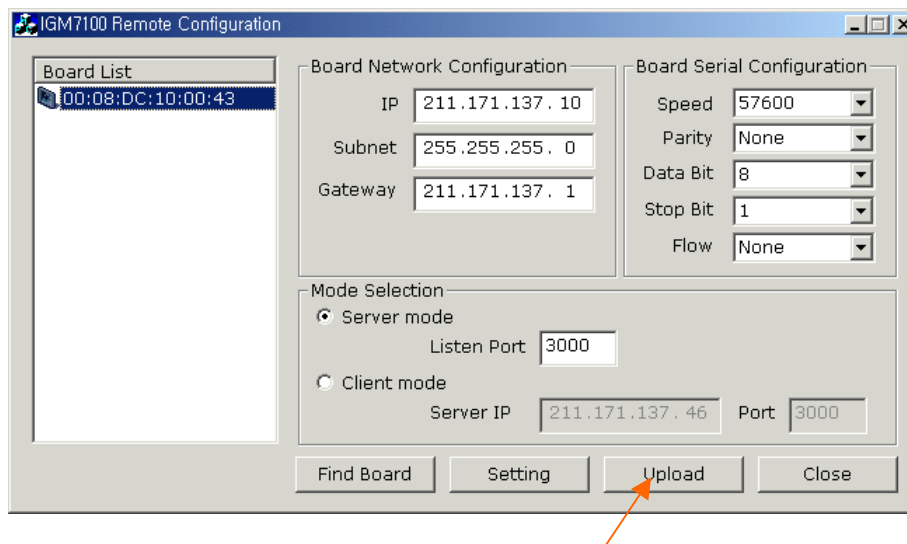 IGM7100 Remote Configuration
Board List
00:08:DC:10:00:43
Board Network Configuration
IP 211.171.137. 10
Subnet 255.255.255. 0
Gateway 211.171.137. 1
Board Serial Configuration
Speed 57600
Parity None
Data Bit 8
Stop Bit 1
Flow None
Mode Selection
Server mode
Listen Port 3000
Client mode
Server IP 211.171.137. 46 Port 3000
Find Board Setting Upload Close